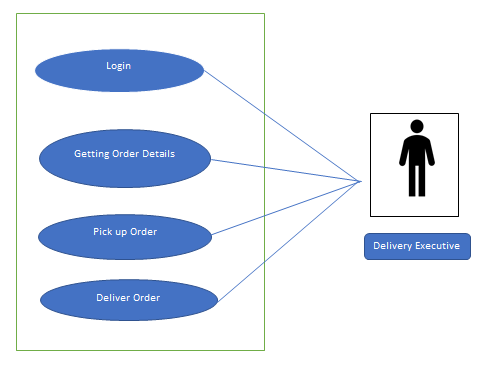 Login
Getting Order Details
Pick up Order
Deliver Order
Delivery Executive